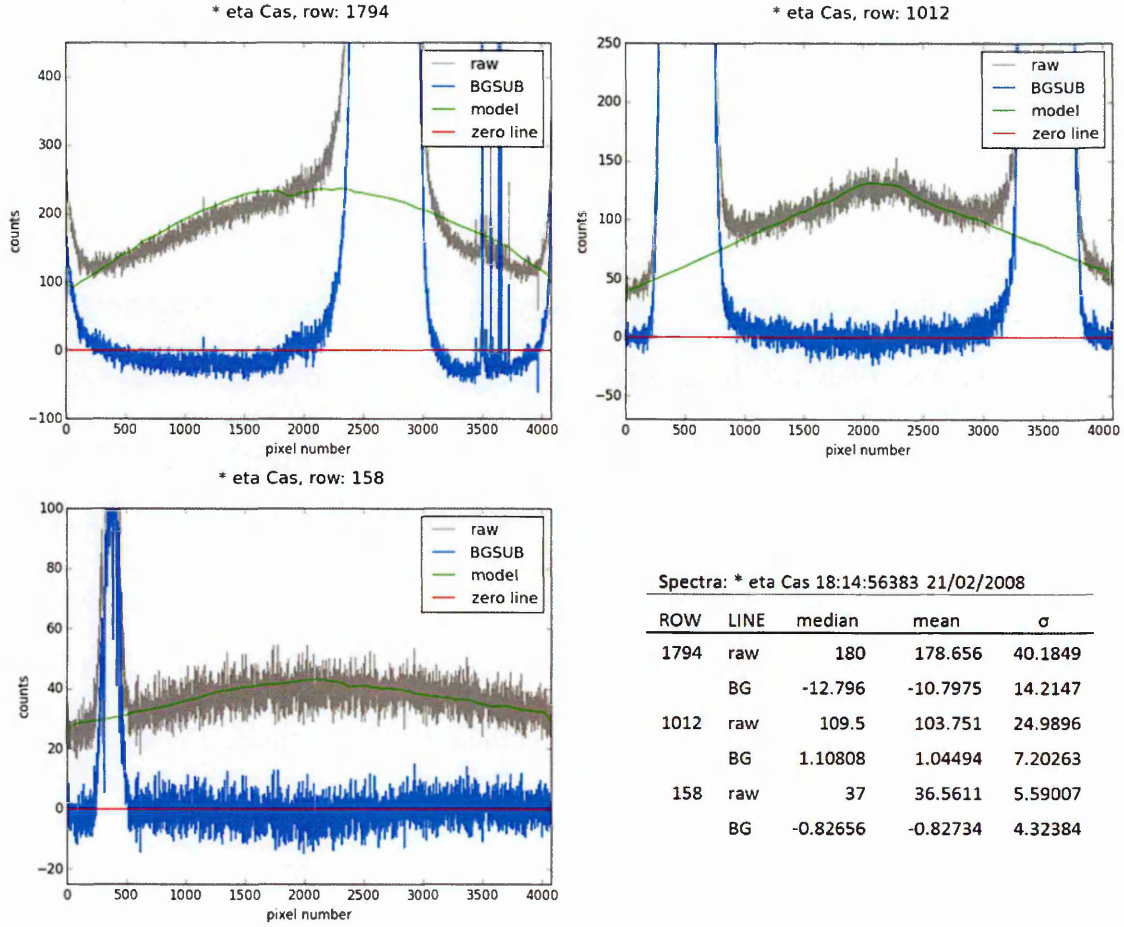 * eta Cas, row: 1794
400
300
200
100
0
−100
counts
raw
BGSUB
model
zero line
0 500 1000 1500 2000 2500 3000 3500 4000
pixel number
* eta Cas, row: 1012
250
200
150
100
50
0
−50
counts
raw
BGSUB
model
zero line
0 500 1000 1500 2000 2500 3000 3500 4000
pixel number
* eta Cas, row: 158
100
80
60
40
20
0
−20
counts
raw
BGSUB
model
zero line
0 500 1000 1500 2000 2500 3000 3500 4000
pixel number
Spectra: * eta Cas 18:14:56383 21/02/2008
ROW LINE median mean σ
1794 raw 180 178.656 40.1849
BG -12.796 -10.7975 14.2147
1012 raw 109.5 103.751 24.9896
BG 1.10808 1.04494 7.20263
158 raw 37 36.5611 5.59007
BG -0.82656 -0.82734 4.32384